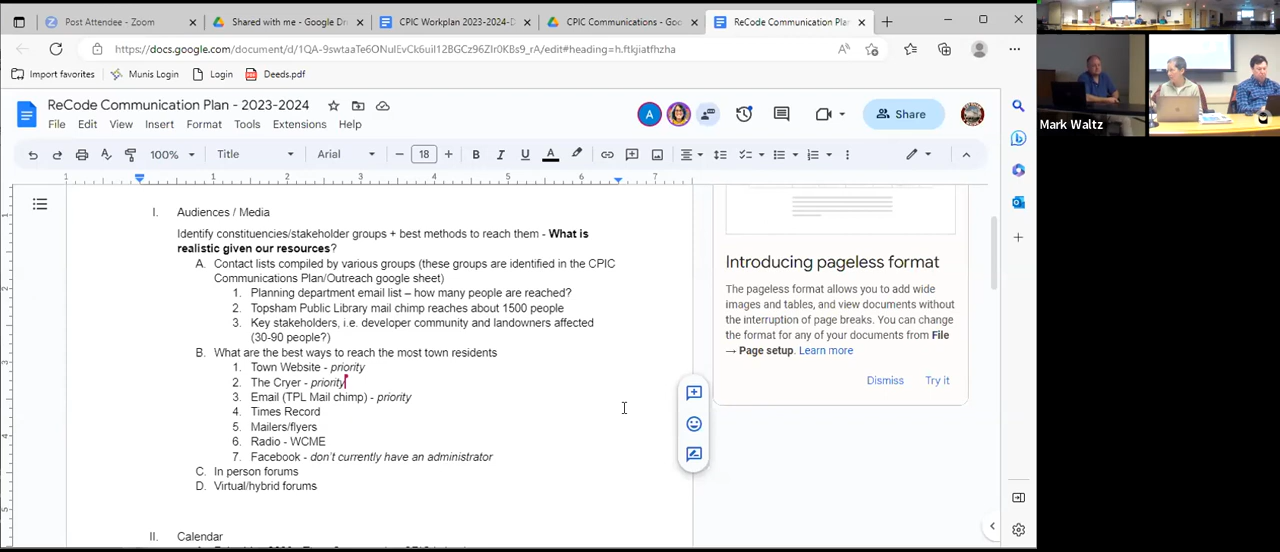 Post Attendee - Zoom
Shared with me - Google Dri
CPIC Workplan 2023-2024-D
CPIC Communications - Goo
ReCode Communication Plan -
https://docs.google.com/document/d/1QA-9swtaaTe6ONulEvCk6uiI12BGCz96ZIr0KBs9_rA/edit#heading=h.ftkjiatfhzha
Import favorites
Munis Login
Login
Deeds.pdf
ReCode Communication Plan - 2023-2024
File Edit View Insert Format Tools Extensions Help
A
Share
100% Title Arial 18 B I U A
1 1 2 3 4 5 6 7
I. Audiences / Media
Identify constituencies/stakeholder groups + best methods to reach them - What is
realistic given our resources?
A. Contact lists compiled by various groups (these groups are identified in the CPIC
Communications Plan/Outreach google sheet)
1. Planning department email list – how many people are reached?
2. Topsham Public Library mail chimp reaches about 1500 people
3. Key stakeholders, i.e. developer community and landowners affected
(30-90 people?)
B. What are the best ways to reach the most town residents
1. Town Website - priority
2. The Cryer - priority
3. Email (TPL Mail chimp) - priority
4. Times Record
5. Mailers/flyers
6. Radio - WCME
7. Facebook - don't currently have an administrator
C. In person forums
D. Virtual/hybrid forums
II. Calendar
Introducing pageless format
The pageless format allows you to add wide
images and tables, and view documents without
the interruption of page breaks. You can change
the format for any of your documents from File
→ Page setup. Learn more
Dismiss Try it
Mark Waltz